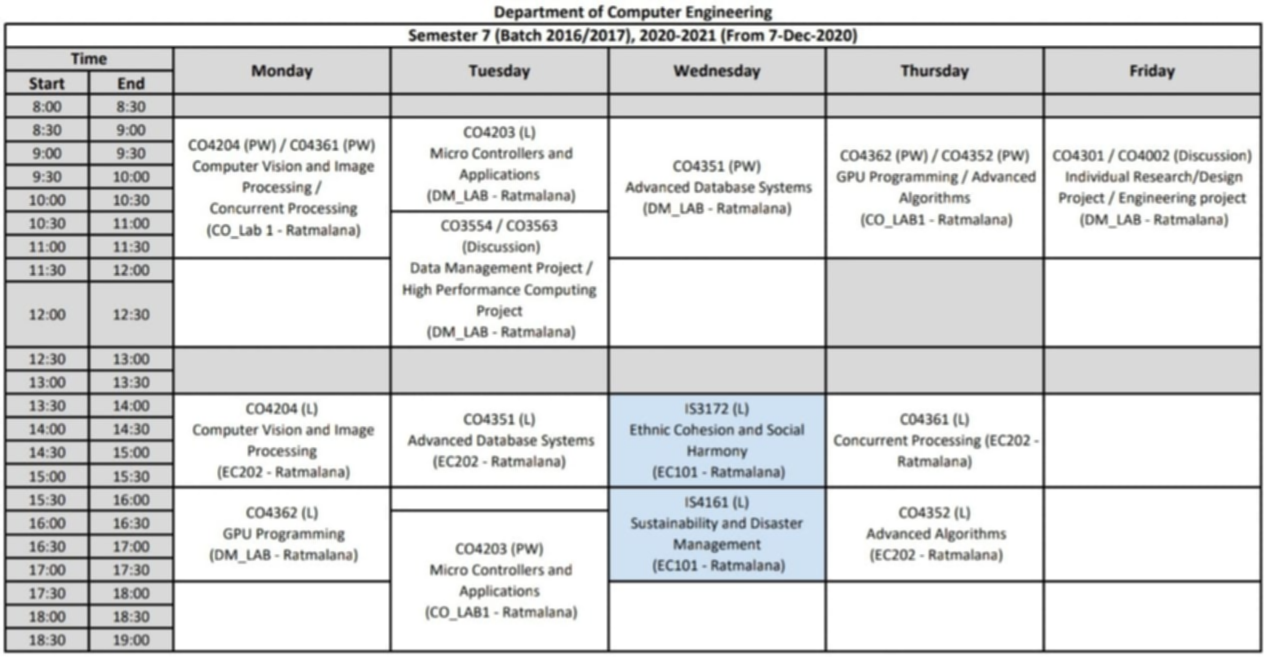 Department of Computer Engineering
Semester 7 (Batch 2016/2017), 2020-2021 (From 7-Dec-2020)
Time
Start End
Monday Tuesday Wednesday Thursday Friday
8:00 8:30
8:30 9:00
9:00 9:30
9:30 10:00
10:00 10:30
10:30 11:00
11:00 11:30
11:30 12:00
12:00 12:30
CO4204 (PW) / C04361 (PW)
Computer Vision and Image
Processing /
Concurrent Processing
(CO_Lab 1 - Ratmalana)
CO4203 (L)
Micro Controllers and
Applications
(DM_LAB - Ratmalana)
CO3554 / CO3563
(Discussion)
Data Management Project /
High Performance Computing
Project
(DM_LAB - Ratmalana)
CO4351 (PW)
Advanced Database Systems
(DM_LAB - Ratmalana)
CO4362 (PW) / CO4352 (PW)
GPU Programming / Advanced
Algorithms
(CO_LAB1 - Ratmalana)
CO4301 / CO4002 (Discussion)
Individual Research/Design
Project / Engineering project
(DM_LAB - Ratmalana)
12:30 13:00
13:00 13:30
13:30 14:00
14:00 14:30
14:30 15:00
15:00 15:30
CO4204 (L)
Computer Vision and Image
Processing
(EC202 - Ratmalana)
CO4351 (L)
Advanced Database Systems
(EC202 - Ratmalana)
IS3172 (L)
Ethnic Cohesion and Social
Harmony
(EC101 - Ratmalana)
C04361 (L)
Concurrent Processing (EC202 -
Ratmalana)
15:30 16:00
16:00 16:30
16:30 17:00
17:00 17:30
17:30 18:00
18:00 18:30
18:30 19:00
CO4362 (L)
GPU Programming
(DM_LAB - Ratmalana)
CO4203 (PW)
Micro Controllers and
Applications
(CO_LAB1 - Ratmalana)
IS4161 (L)
Sustainability and Disaster
Management
(EC101 - Ratmalana)
CO4352 (L)
Advanced Algorithms
(EC202 - Ratmalana)